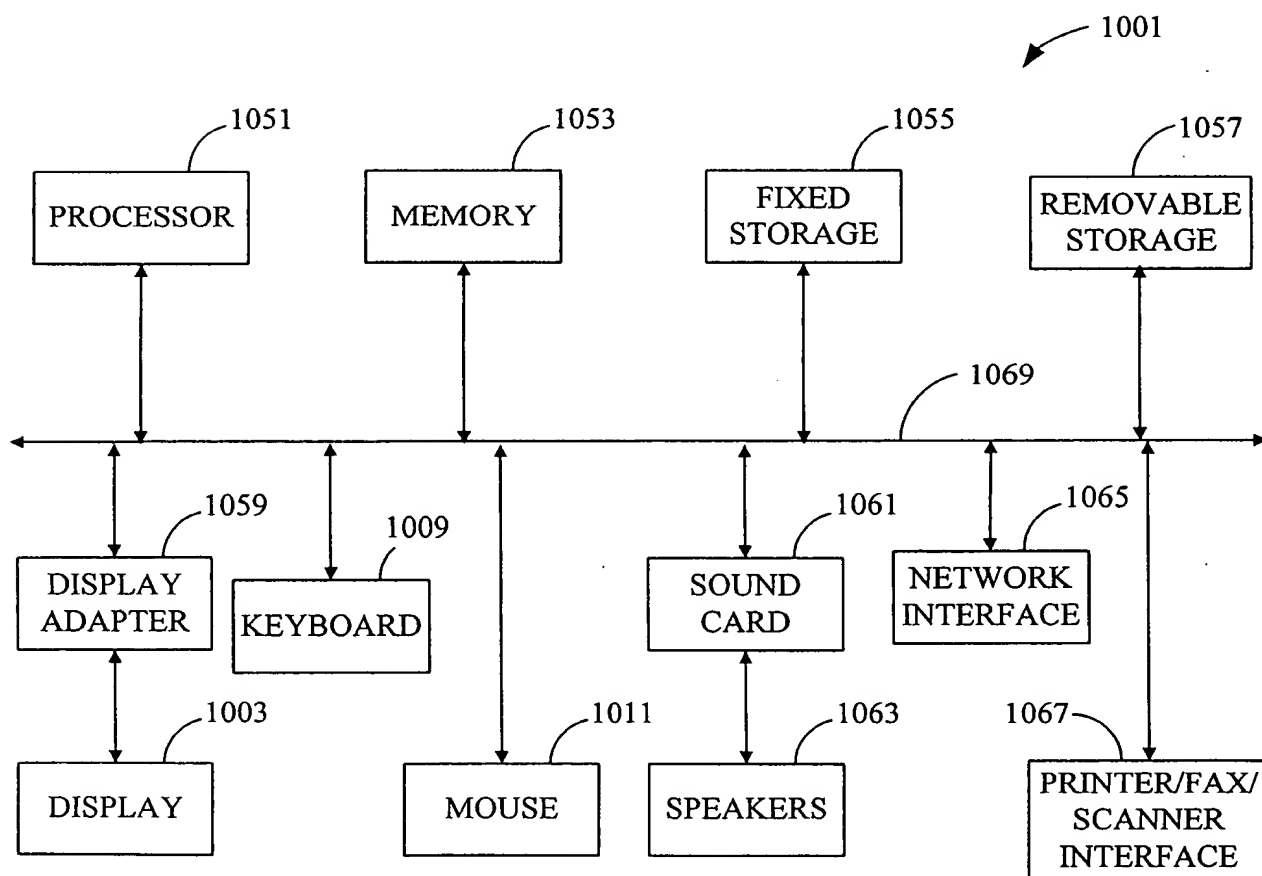 1001
1051
1053
1055
1057
PROCESSOR
MEMORY
FIXED
STORAGE
REMOVABLE
STORAGE
1069
1059
1009
1061
1065
DISPLAY
ADAPTER
KEYBOARD
SOUND
CARD
NETWORK
INTERFACE
1003
1011
1063
1067
DISPLAY
MOUSE
SPEAKERS
PRINTER/FAX/
SCANNER
INTERFACE